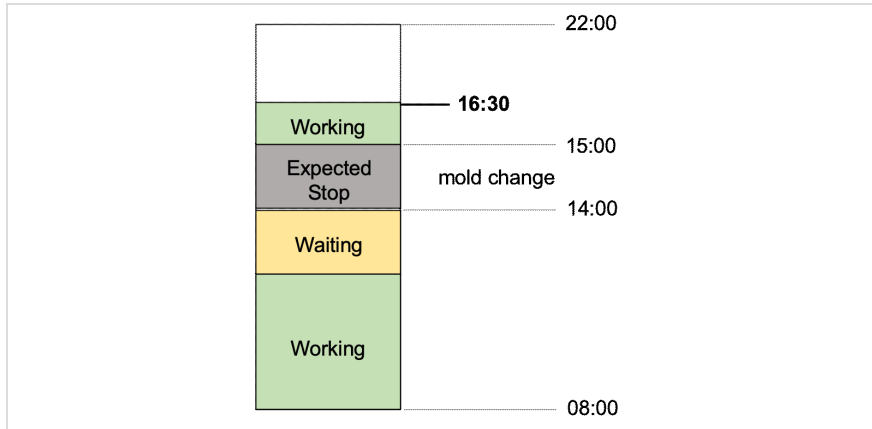 22:00
16:30
Working
15:00
Expected
Stop
mold change
14:00
Waiting
Working
08:00